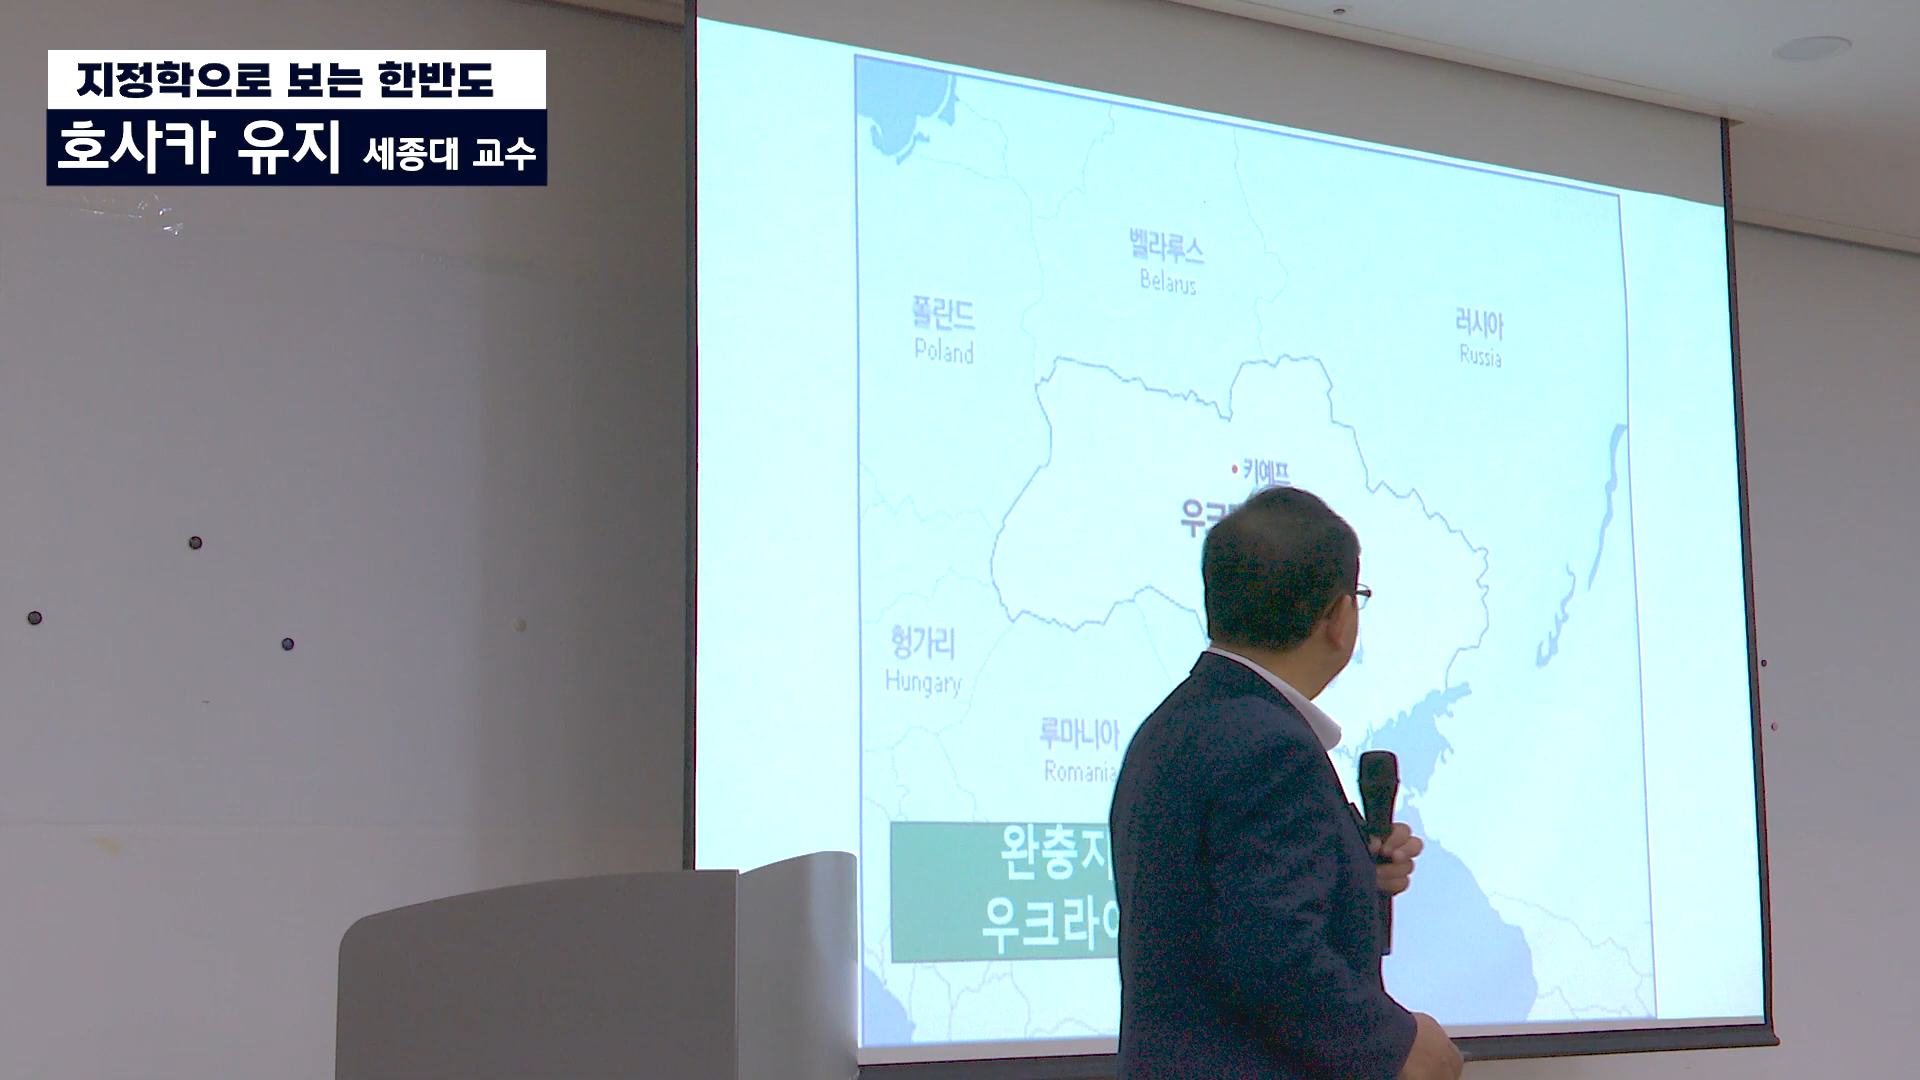 지정학으로 보는 한반도
호사카 유지 세종대 교수
벨라루스
Belarus
폴란드
Poland
러시아
Russia
키예프
헝가리
Hungary
루마니아
Romania